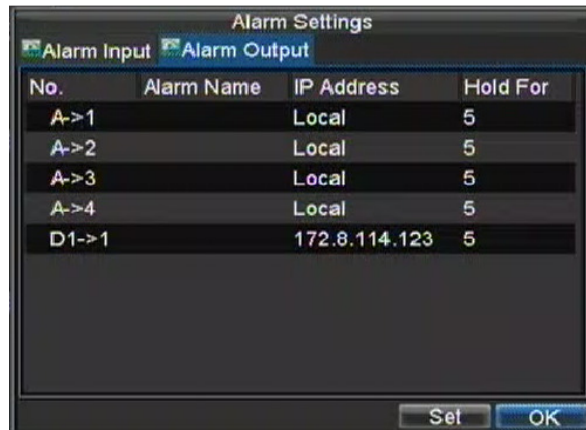 Alarm Settings
Alarm Input Alarm Output
No. Alarm Name IP Address Hold For
A->1 Local 5
A->2 Local 5
A->3 Local 5
A->4 Local 5
D1->1 172.8.114.123 5
Set OK